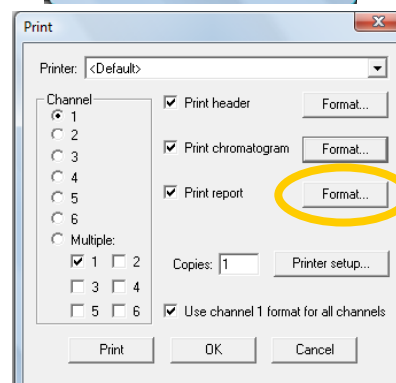 Print
Printer: <Default>
Channel
1
2
3
4
5
6
Multiple:
1 2
3 4
5 6
Print header Format...
Print chromatogram Format...
Print report Format...
Copies: 1 Printer setup...
Use channel 1 format for all channels
Print OK Cancel